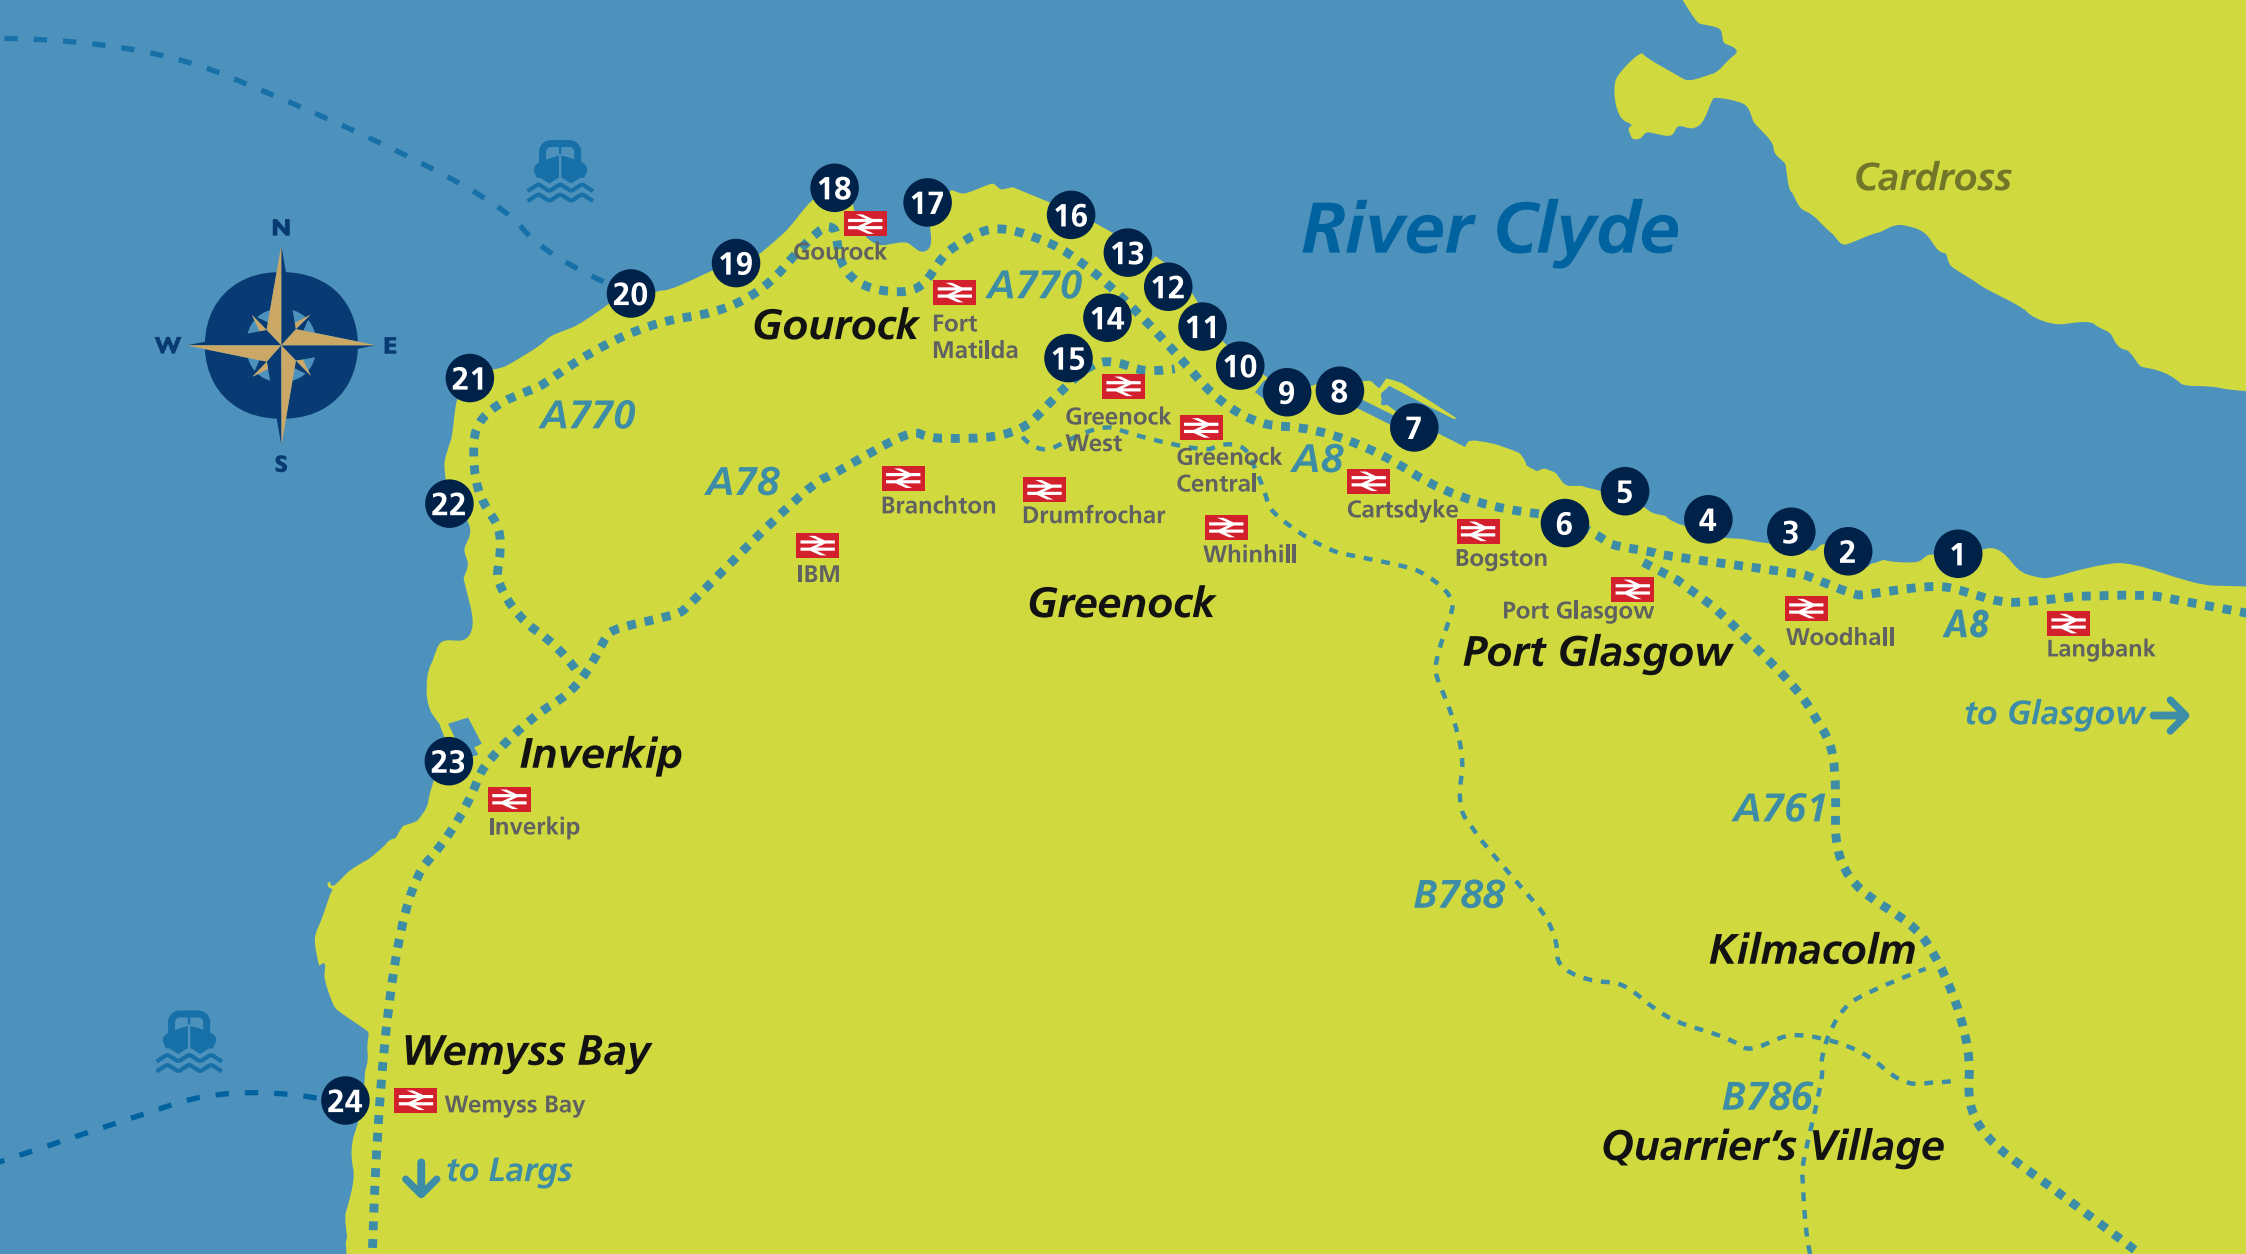 Cardross
River Clyde
N
W
E
S
18
17
16
13
12
14
11
19
20
15
10
9
8
7
21
22
5
6
4
3
2
1
23
24
Gourock
A770
Gourock
Fort
Matilda
A770
A78
Greenock
West
Greenock
Central
A8
Branchton
Drumfrochar
Cartsdyke
IBM
Whinhill
Bogston
Greenock
Port Glasgow
Port Glasgow
Woodhall
A8
Langbank
to Glasgow
Inverkip
Inverkip
A761
B788
Kilmacolm
Wemyss Bay
Wemyss Bay
B786
Quarrier's Village
to Largs